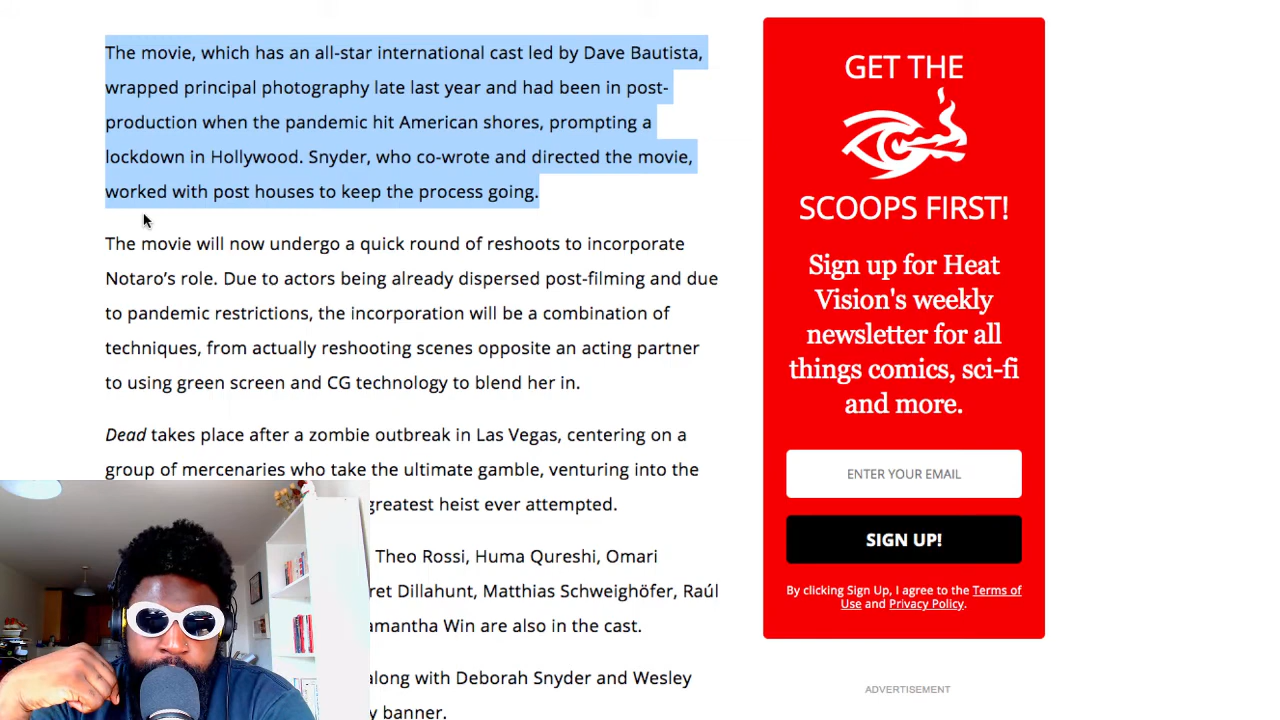 The movie, which has an all-star international cast led by Dave Bautista,
wrapped principal photography late last year and had been in post-
production when the pandemic hit American shores, prompting a
lockdown in Hollywood. Snyder, who co-wrote and directed the movie,
worked with post houses to keep the process going.
The movie will now undergo a quick round of reshoots to incorporate
Notaro’s role. Due to actors being already dispersed post-filming and due
to pandemic restrictions, the incorporation will be a combination of
techniques, from actually reshooting scenes opposite an acting partner
to using green screen and CG technology to blend her in.
Dead takes place after a zombie outbreak in Las Vegas, centering on a
group of mercenaries who take the ultimate gamble, venturing into the
greatest heist ever attempted.
Theo Rossi, Huma Qureshi, Omari
ret Dillahunt, Matthias Schweighöfer, Raúl
amantha Win are also in the cast.
along with Deborah Snyder and Wesley
y banner.
GET THE
SCOOPS FIRST!
Sign up for Heat
Vision's weekly
newsletter for all
things comics, sci-fi
and more.
ENTER YOUR EMAIL
SIGN UP!
By clicking Sign Up, I agree to the Terms of
Use and Privacy Policy.
ADVERTISEMENT